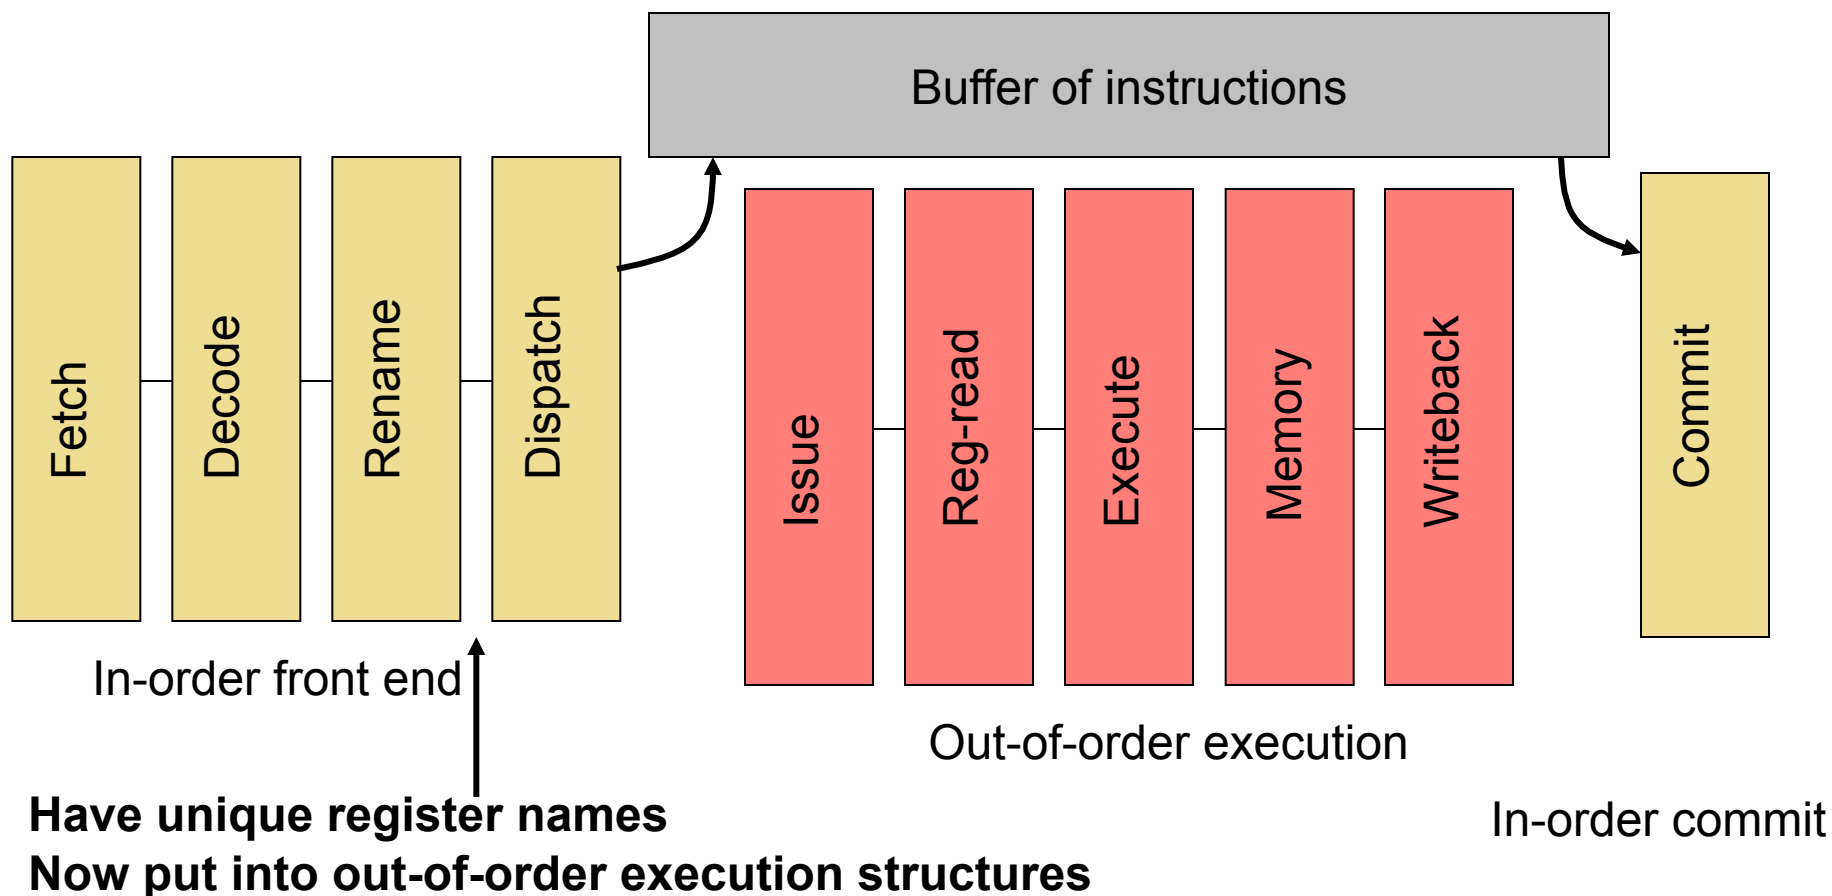 Buffer of instructions
Fetch
Decode
Rename
Dispatch
Issue
Reg-read
Execute
Memory
Writeback
Commit
In-order front end
Out-of-order execution
In-order commit
Have unique register names
Now put into out-of-order execution structures